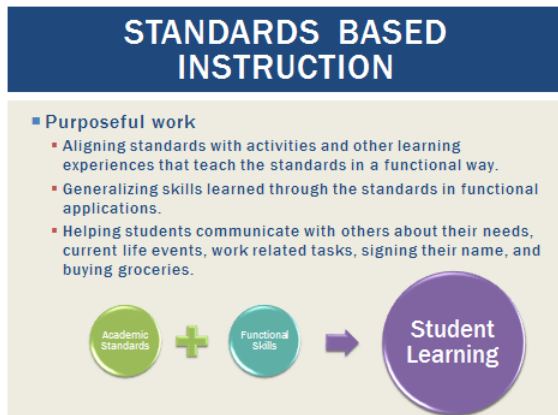 STANDARDS BASED
INSTRUCTION
Purposeful work
Aligning standards with activities and other learning
experiences that teach the standards in a functional way.
Generalizing skills learned through the standards in functional
applications.
Helping students communicate with others about their needs,
current life events, work related tasks, signing their name, and
buying groceries.
Academic
Standards
Functional
Skills
Student
Learning